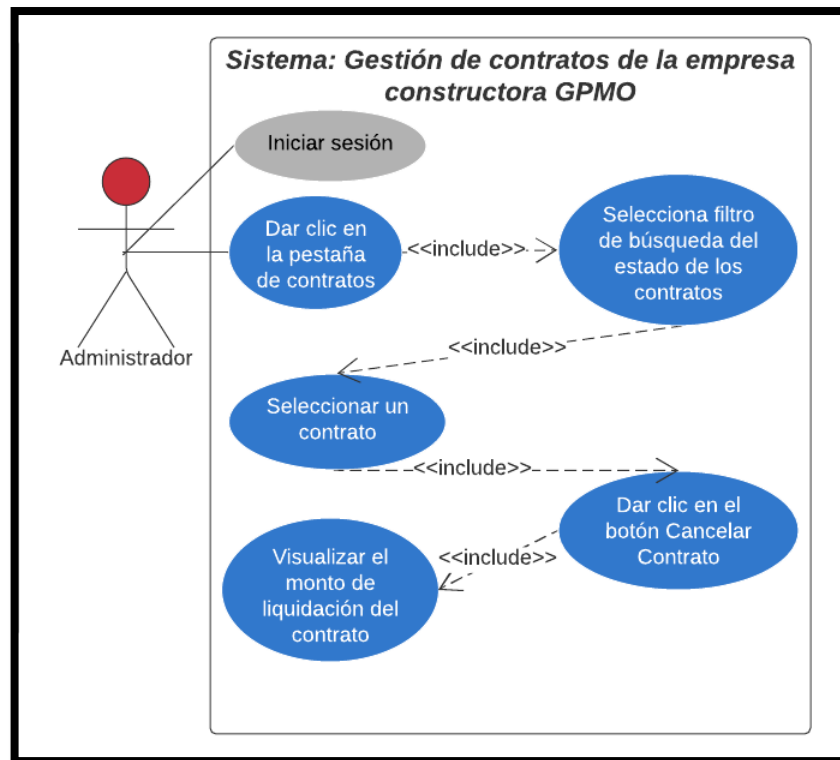 Sistema: Gestión de contratos de la empresa
constructora GPMO
Iniciar sesión
Administrador
Dar clic en
la pestaña
de contratos
<<include>>
Selecciona filtro
de búsqueda del
estado de los
contratos
<<include>>
Seleccionar un
contrato
<<include>>
Dar clic en el
botón Cancelar
Contrato
<<include>>
Visualizar el
monto de
liquidación del
contrato